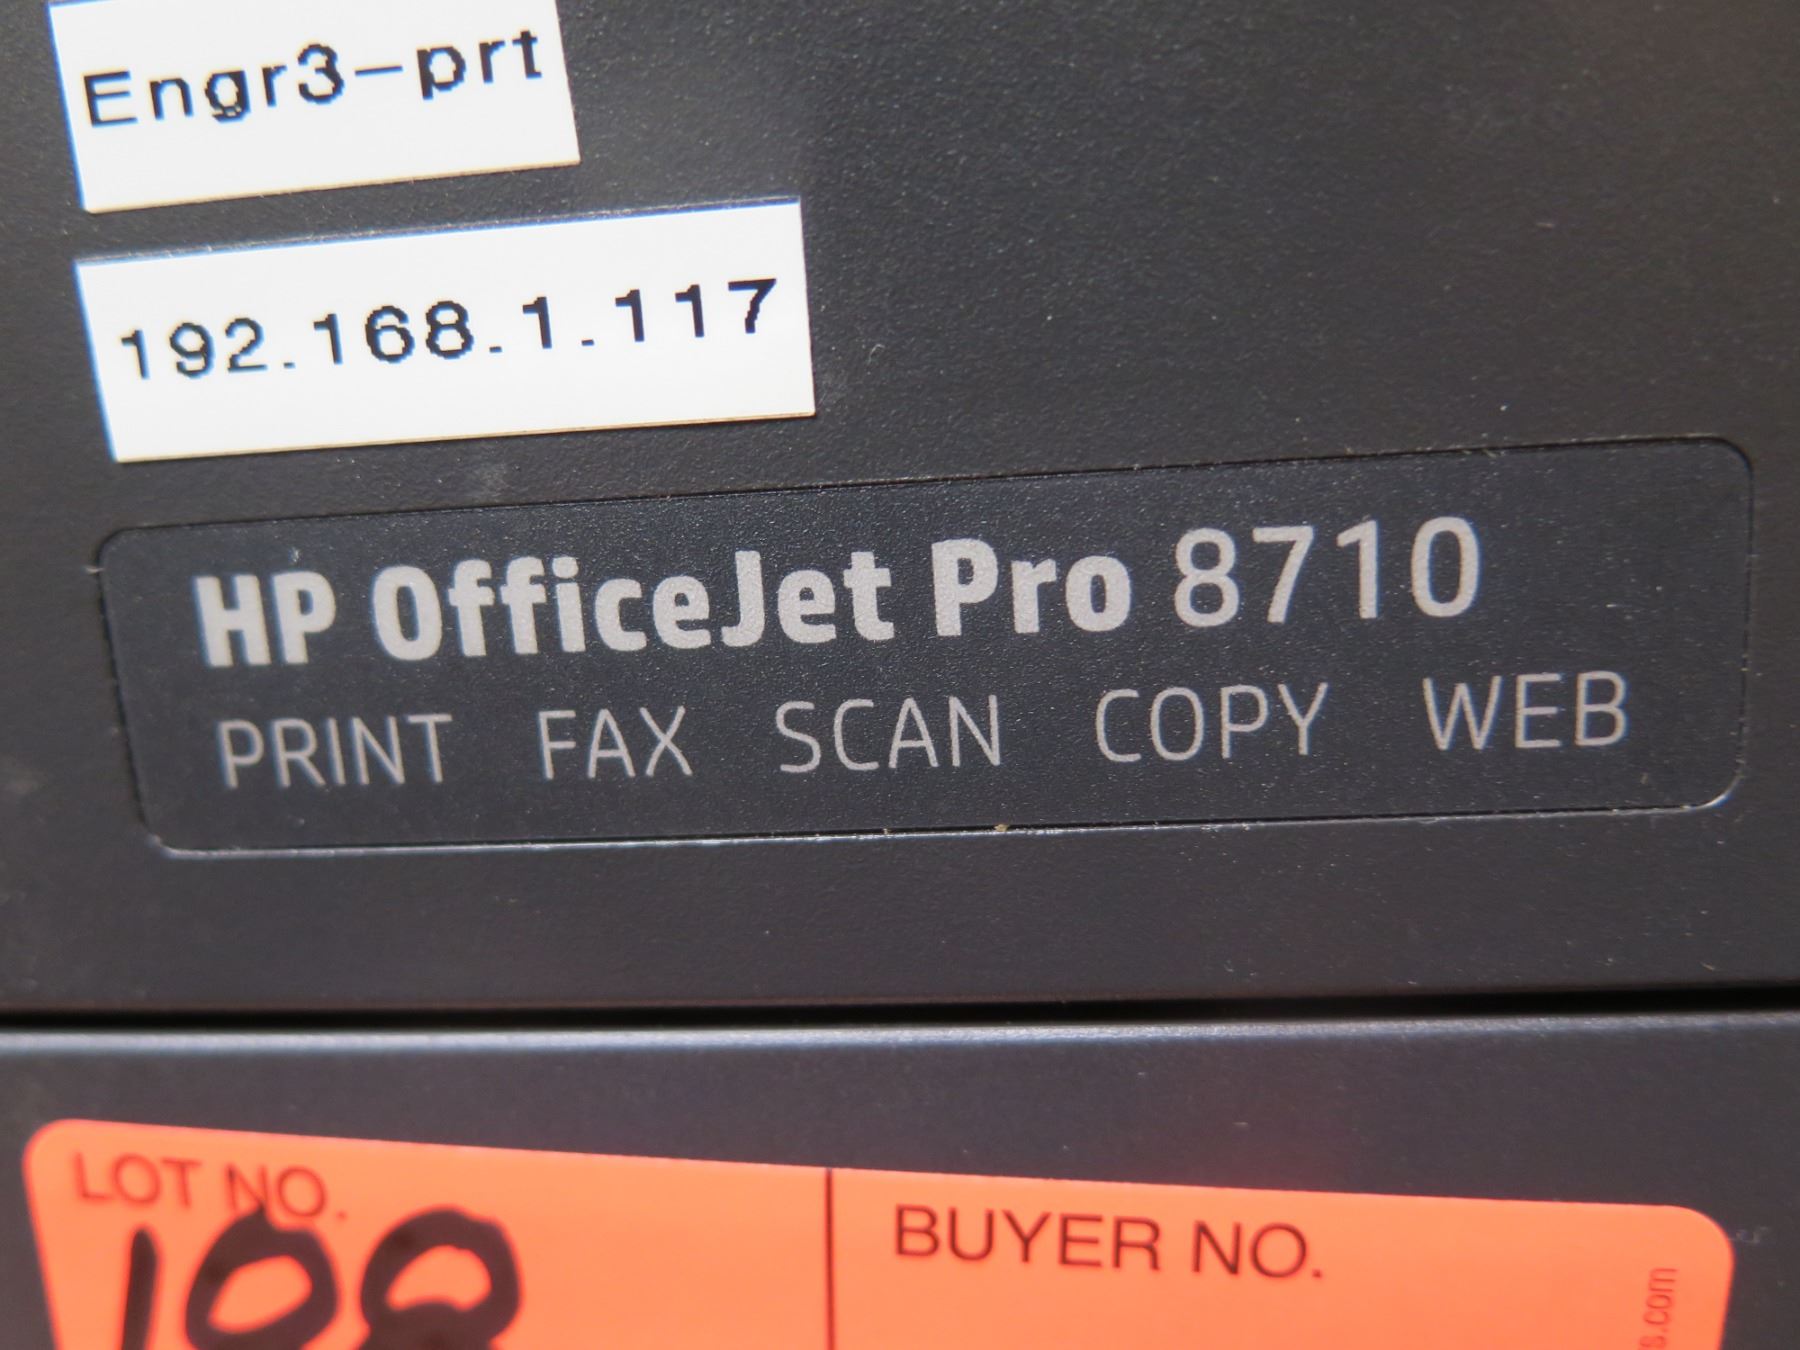 Engr3-prt
192.168.1.117
HP OfficeJet Pro 8710
PRINT FAX SCAN COPY WEB
LOT NO.
BUYER NO.
s.com